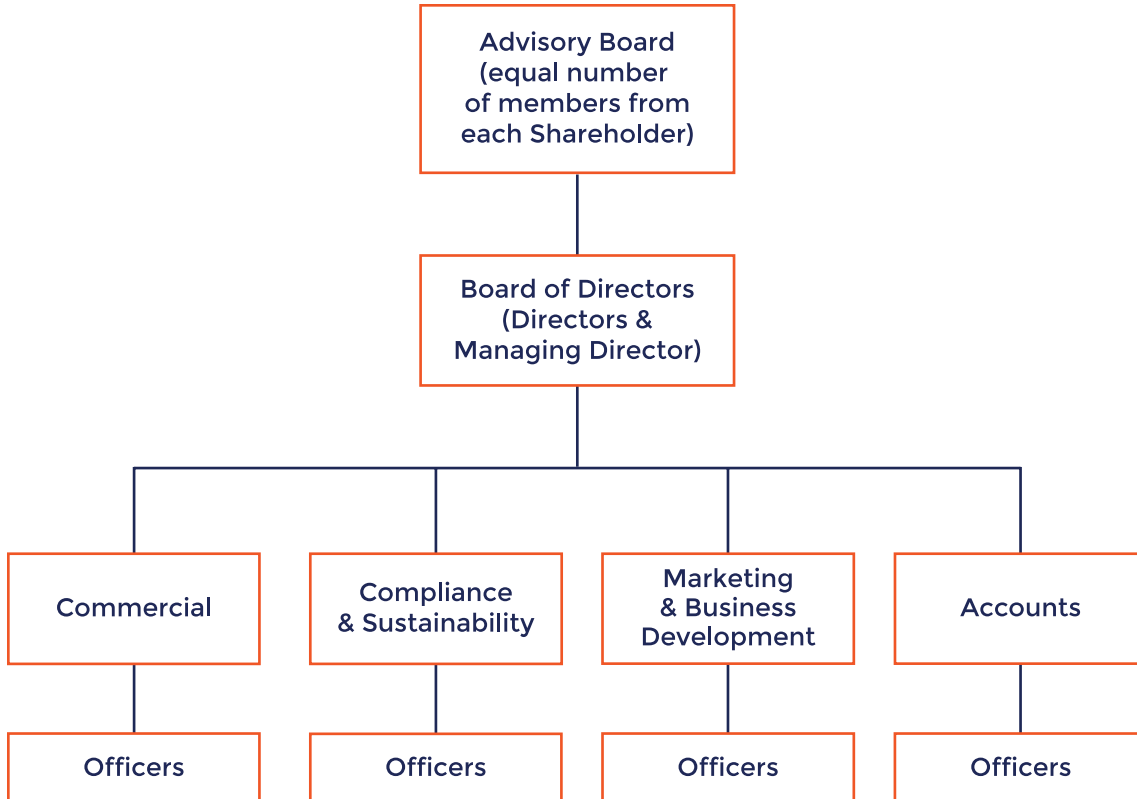 Advisory Board
(equal number
of members from
each Shareholder)
Board of Directors
(Directors &
Managing Director)
Commercial
Compliance
& Sustainability
Marketing
& Business
Development
Accounts
Officers
Officers
Officers
Officers